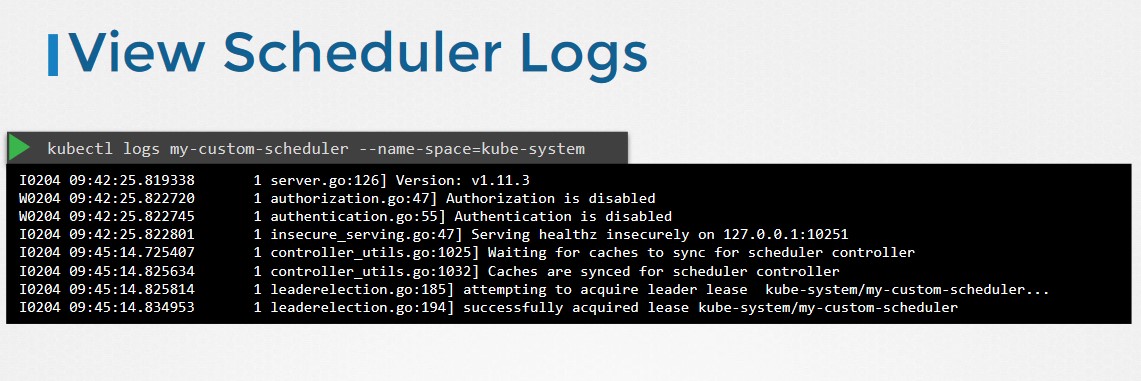 View Scheduler Logs
kubectl logs my-custom-scheduler --name-space=kube-system
I0204 09:42:25.819338 1 server.go:126] Version: v1.11.3
W0204 09:42:25.822720 1 authorization.go:47] Authorization is disabled
W0204 09:42:25.822745 1 authentication.go:55] Authentication is disabled
I0204 09:42:25.822801 1 insecure_serving.go:47] Serving healthz insecurely on 127.0.0.1:10251
I0204 09:45:14.725407 1 controller_utils.go:1025] Waiting for caches to sync for scheduler controller
I0204 09:45:14.825634 1 controller_utils.go:1032] Caches are synced for scheduler controller
I0204 09:45:14.825814 1 leaderelection.go:185] attempting to acquire leader lease kube-system/my-custom-scheduler...
I0204 09:45:14.834953 1 leaderelection.go:194] successfully acquired lease kube-system/my-custom-scheduler